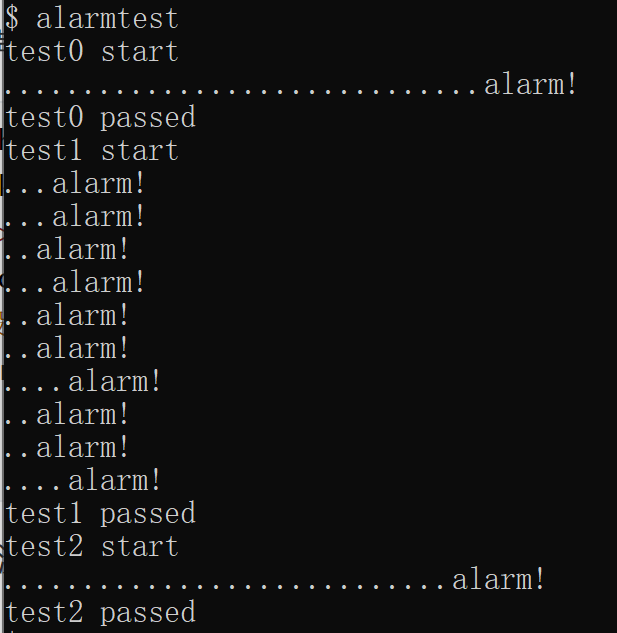 $ alarmtest
test0 start
..............................alarm!
test0 passed
test1 start
...alarm!
...alarm!
..alarm!
...alarm!
..alarm!
..alarm!
....alarm!
..alarm!
..alarm!
....alarm!
test1 passed
test2 start
............................alarm!
test2 passed